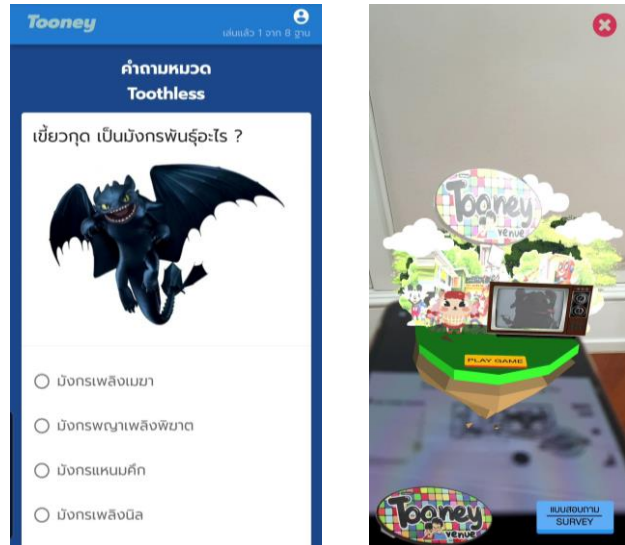 Tooney
เล่นแล้ว 1 จาก 8 ฐาน
คำถามหมวด
Toothless
เขี้ยวกุด เป็นมังกรพันธุ์อะไร ?
มังกรเพลิงเมฆา
มังกรพญาเพลิงพิฆาต
มังกรแหนมคึก
มังกรเพลิงนิล
Tooney
venue
PLAY GAME
Tooney
venue
แบบสอบถาม
SURVEY